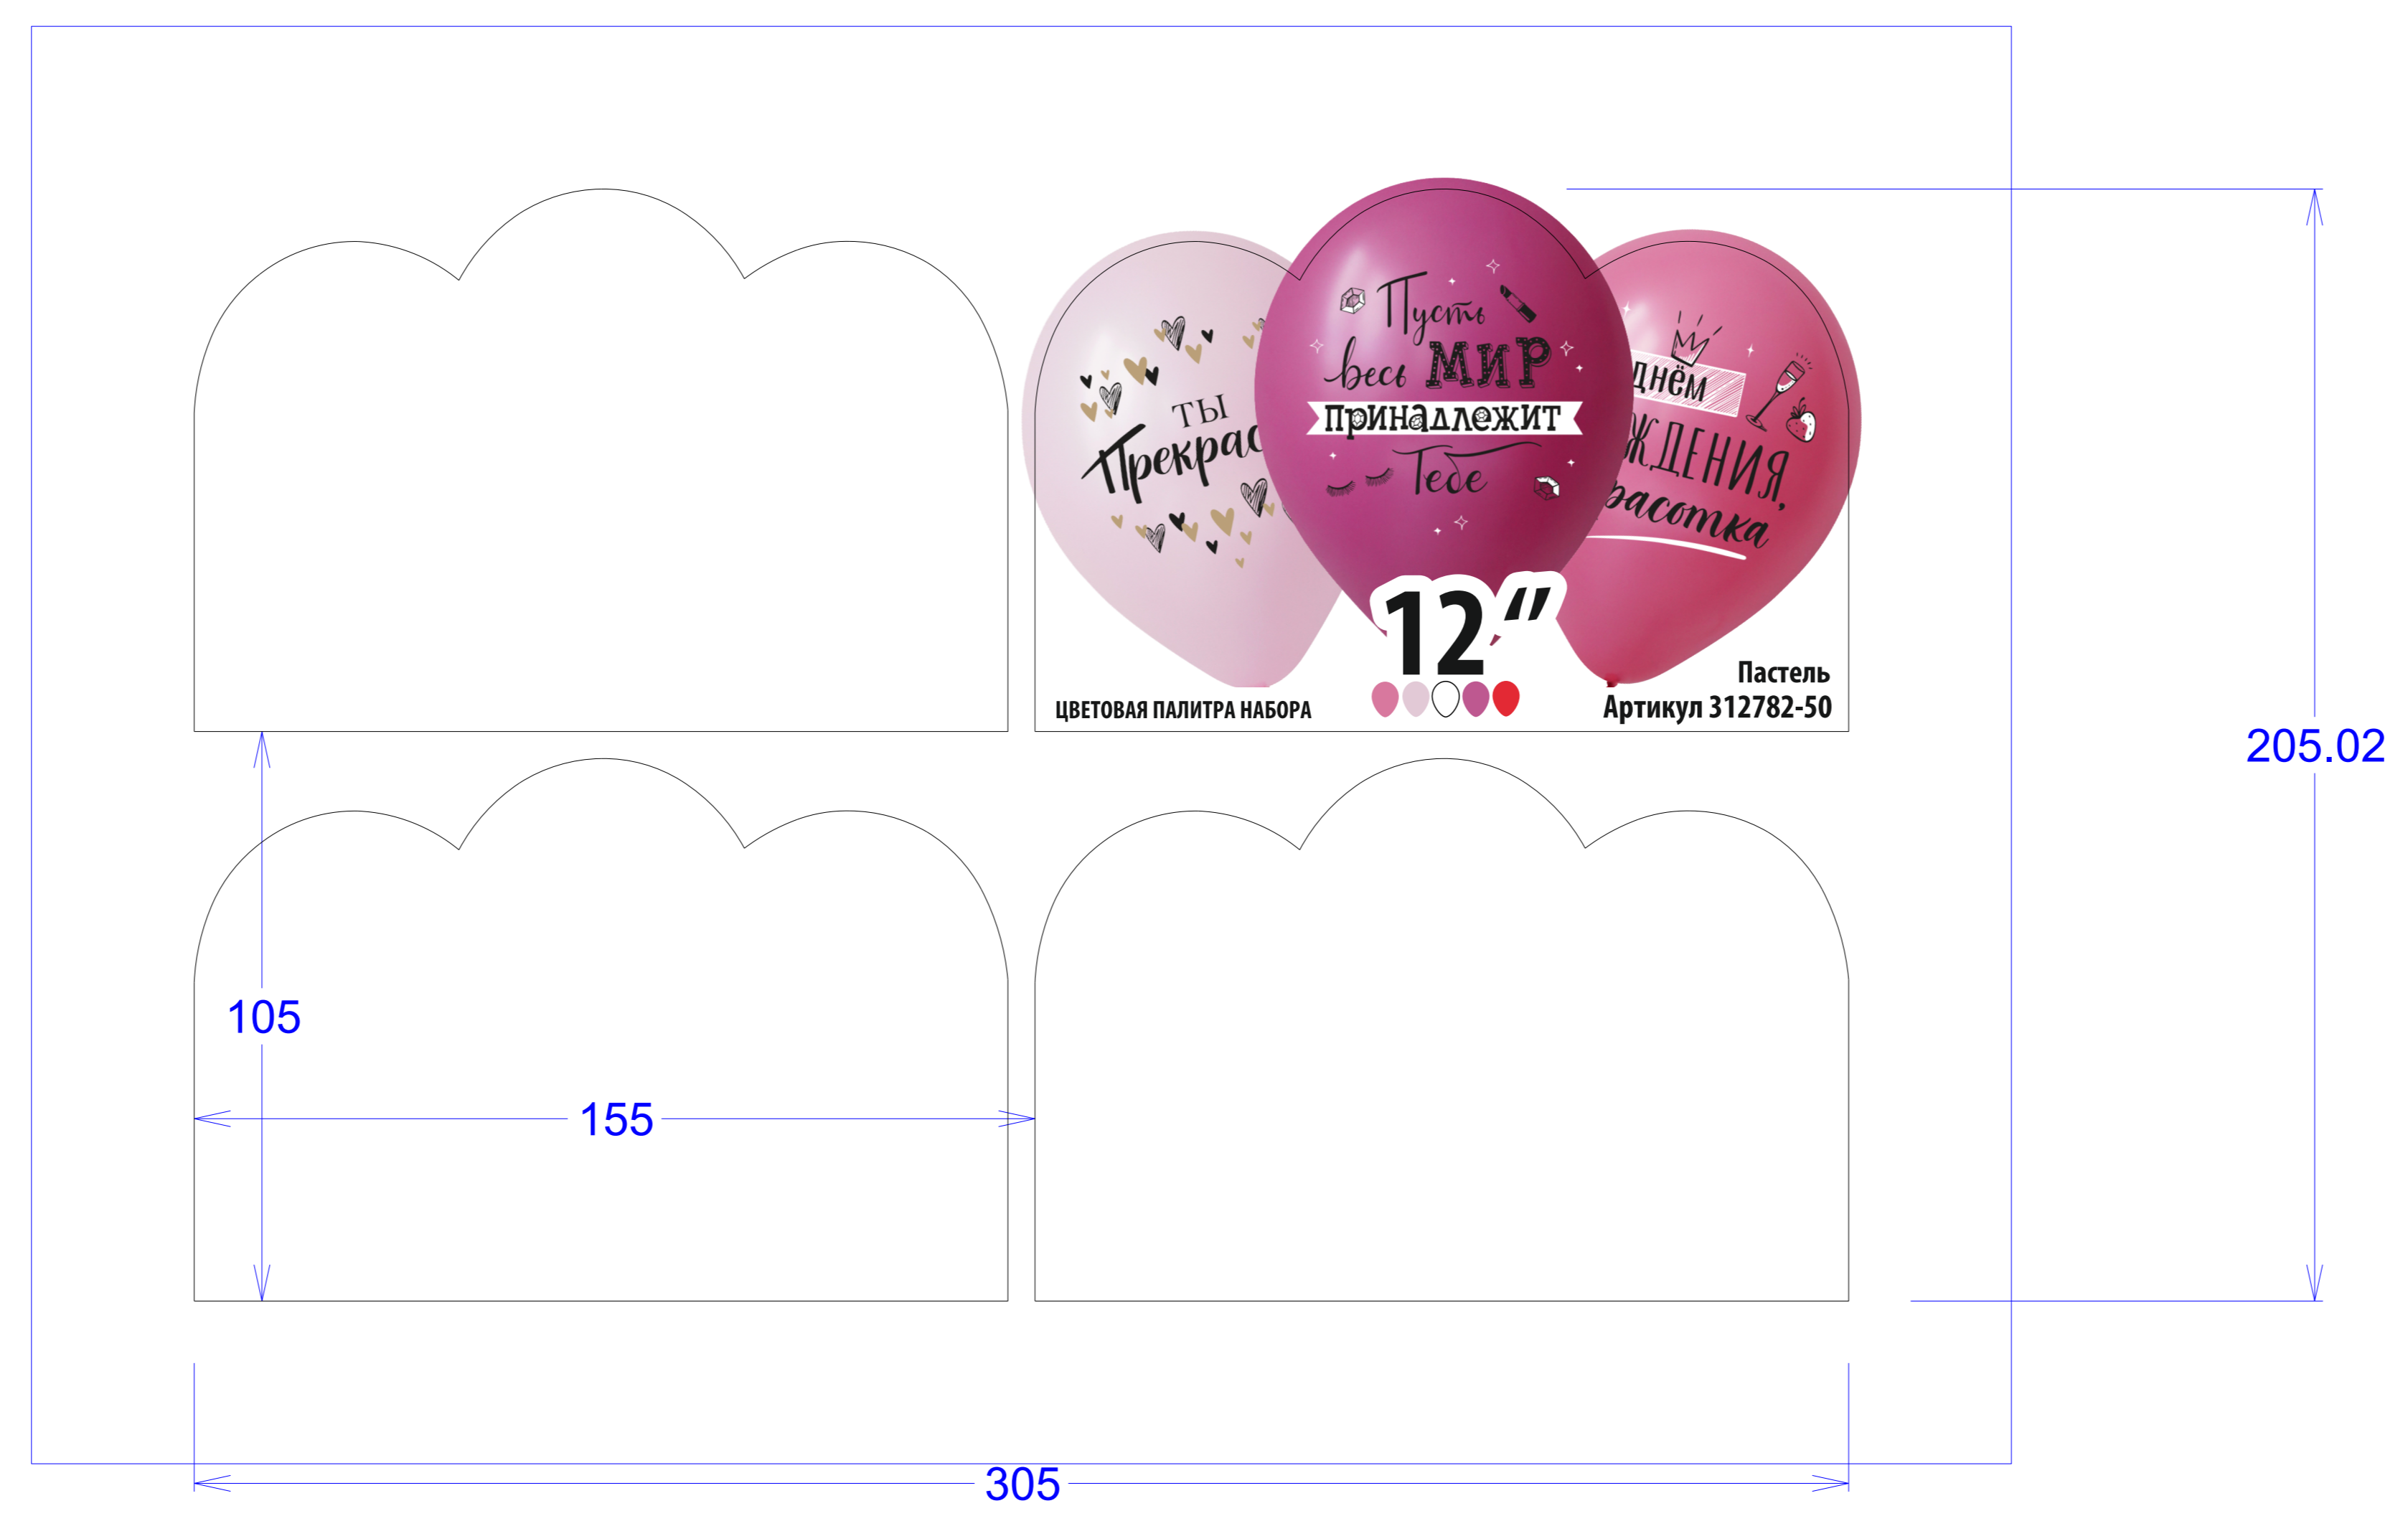 ТЫ
Прекрас
Пусть
весь МИР
принадлежит
Тебе
днём
ЖДЕНИЯ,
расотка
12"
Пастель
ЦВЕТОВАЯ ПАЛИТРА НАБОРА
Артикул 312782-50
205.02
105
155
305